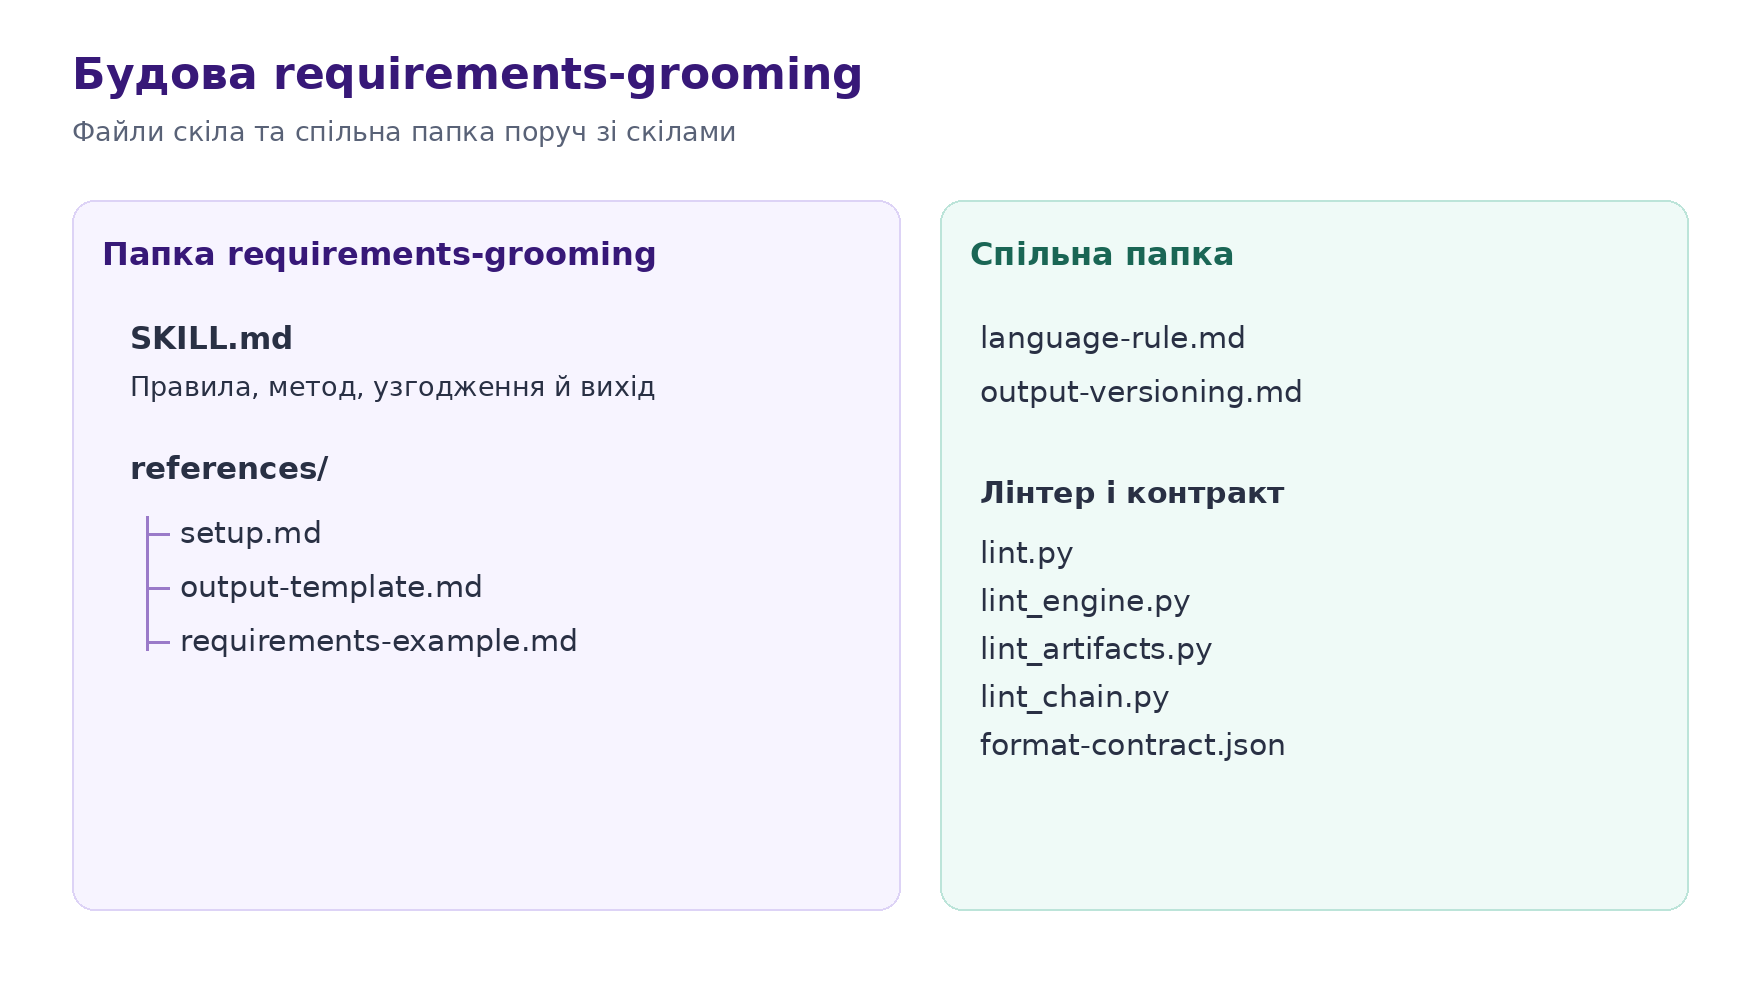 Будова requirements-grooming
Файли скіла та спільна папка поруч зі скілами
Папка requirements-grooming
SKILL.md
Правила, метод, узгодження й вихід
references/
setup.md
output-template.md
requirements-example.md
Спільна папка
language-rule.md
output-versioning.md
Лінтер і контракт
lint.py
lint_engine.py
lint_artifacts.py
lint_chain.py
format-contract.json